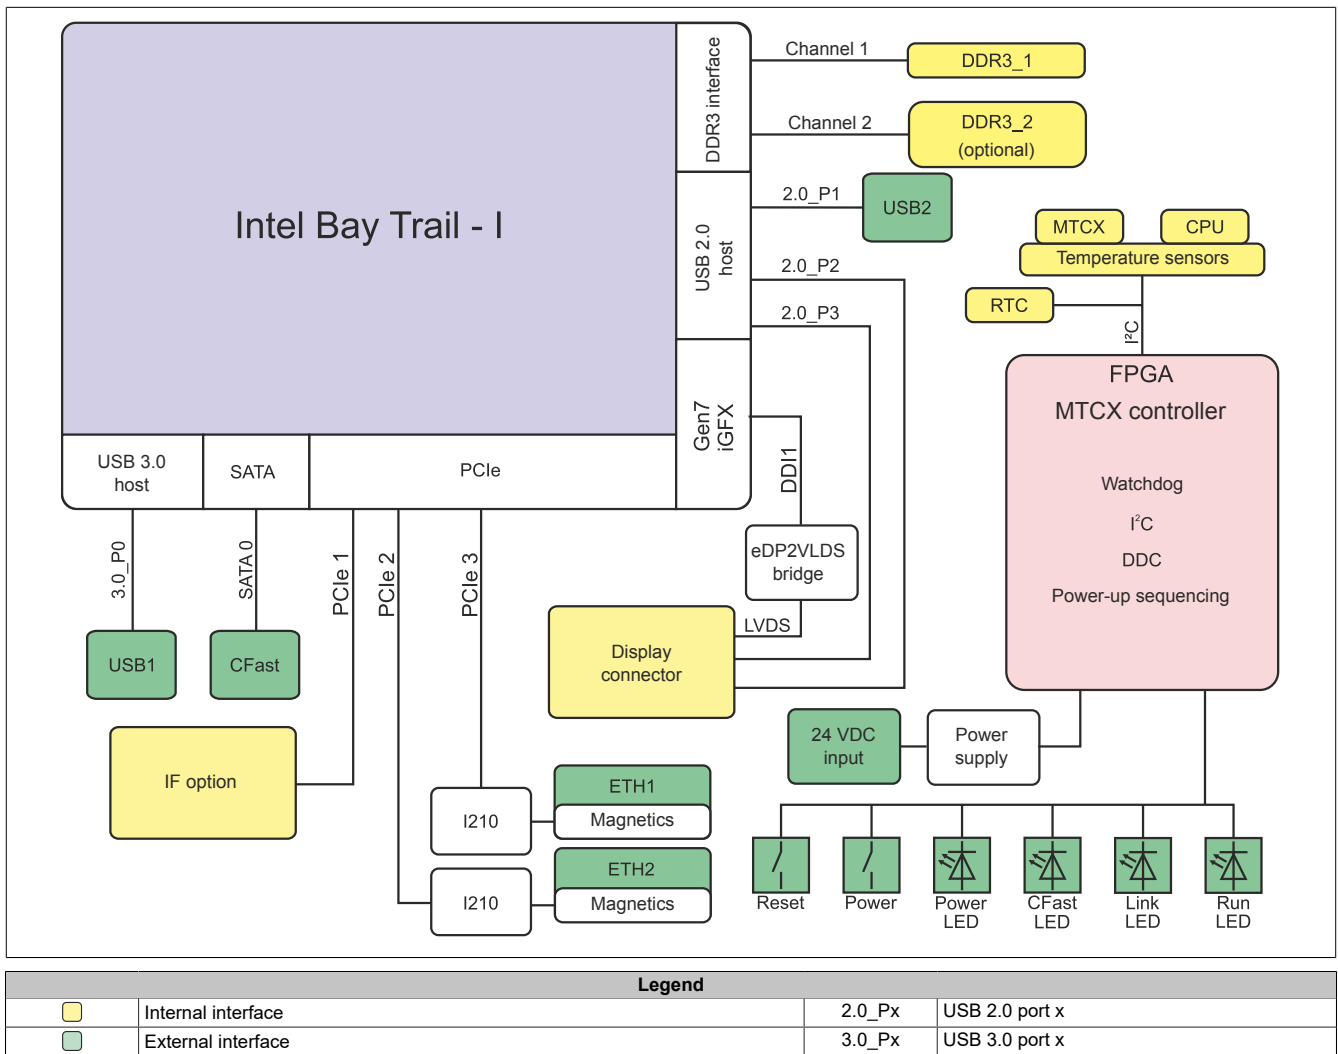 Intel Bay Trail - I
DDR3 interface
Channel 1
DDR3_1
Channel 2
DDR3_2
(optional)
USB 2.0
host
2.0_P1
USB2
2.0_P2
2.0_P3
MTCX
CPU
Temperature sensors
RTC
I²C
Gen7
iGFX
DDI1
eDP2VLDS
bridge
LVDS
Display
connector
FPGA
MTCX controller
Watchdog
I²C
DDC
Power-up sequencing
USB 3.0
host
SATA
PCIe
3.0_P0
SATA 0
PCIe 1
PCIe 2
PCIe 3
USB1
CFast
IF option
I210
ETH1
Magnetics
I210
ETH2
Magnetics
24 VDC
input
Power
supply
Reset
Power
Power
LED
CFast
LED
Link
LED
Run
LED
Legend
Internal interface
2.0_Px
USB 2.0 port x
External interface
3.0_Px
USB 3.0 port x